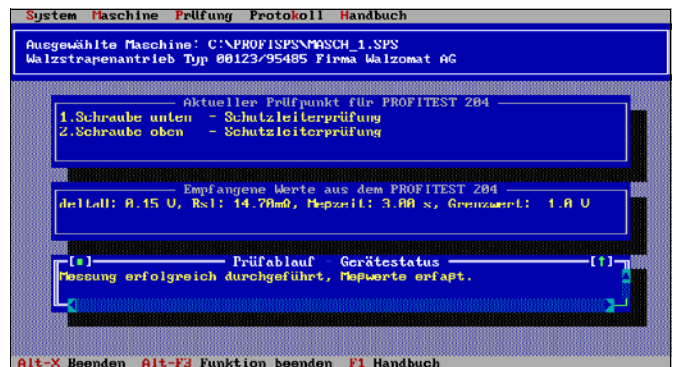 System Maschine Prüfung Protokoll Handbuch
Ausgewählte Maschine: C:\PROFISPS\MASCH_1.SPS
Walzstraßenantrieb Typ 00123/95485 Firma Walzomat AG
Aktueller Prüfpunkt für PROFITEST 204
1.Schraube unten - Schutzleiterprüfung
2.Schraube oben - Schutzleiterprüfung
Empfangene Werte aus dem PROFITEST 204
deltaU: 0.15 V, Rsl: 14.70mΩ, Meßzeit: 3.00 s, Grenzwert: 1.0 V
[■] Prüfablauf - Gerätestatus [↑]
Messung erfolgreich durchgeführt, Meßwerte erfaßt.
Alt-X Beenden Alt-F3 Funktion beenden F1 Handbuch